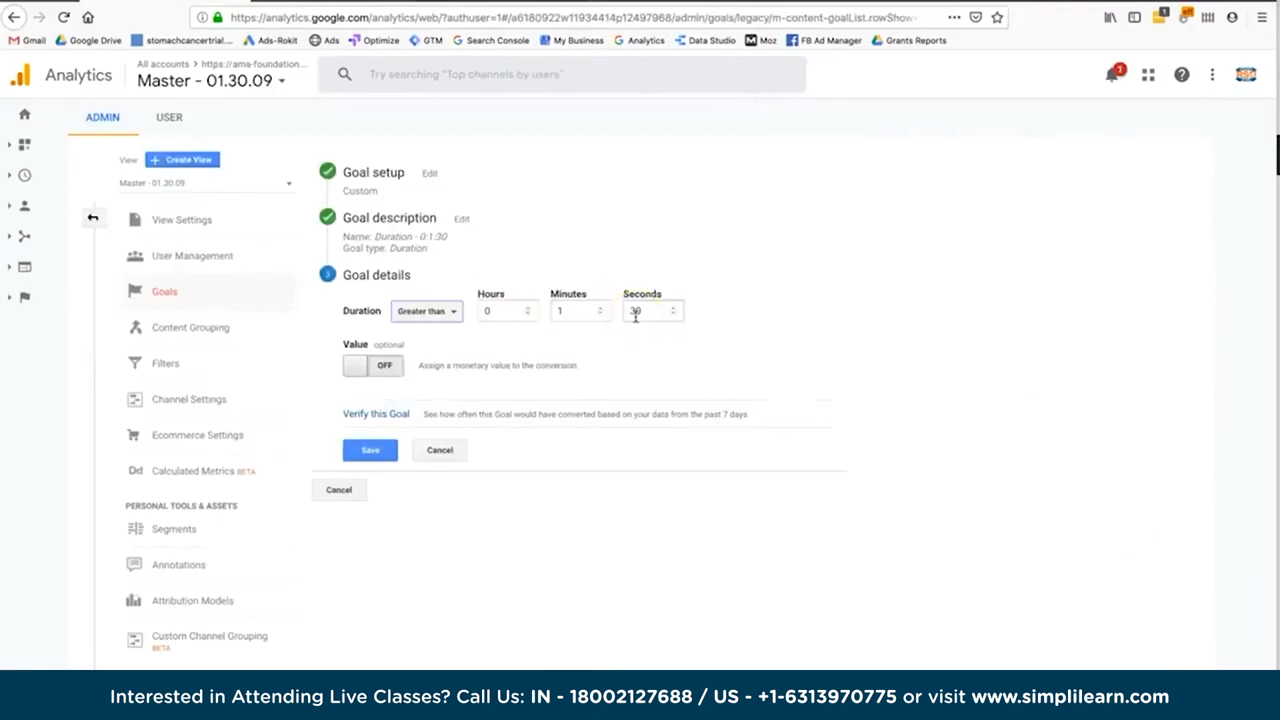 https://analytics.google.com/analytics/web/?authuser=1#/a6180922w11934414p12497968/admin/goals/legacy/m-content-goalList.rowShow
Gmail
Google Drive
stomachcancertrial....
Ads-Rokit
Ads
Optimize
GTM
Search Console
My Business
Analytics
Data Studio
Moz
FB Ad Manager
Grants Reports
Analytics
All accounts > https://ama-foundation...
Master - 01.30.09
Try searching "Top channels by users"
1
ADMIN
USER
View
+ Create View
Master - 01.30.09
View Settings
User Management
Goals
Content Grouping
Filters
Channel Settings
Ecommerce Settings
Dd Calculated Metrics BETA
PERSONAL TOOLS & ASSETS
Segments
Annotations
Attribution Models
Custom Channel Grouping
BETA
Goal setup Edit
Custom
Goal description Edit
Name: Duration - 0:1:30
Goal type: Duration
3 Goal details
Hours Minutes Seconds
Duration Greater than 0 1 30
Value optional
OFF Assign a monetary value to the conversion.
Verify this Goal See how often this Goal would have converted based on your data from the past 7 days.
Save Cancel
Cancel
Interested in Attending Live Classes? Call Us: IN - 18002127688 / US - +1-6313970775 or visit www.simplilearn.com